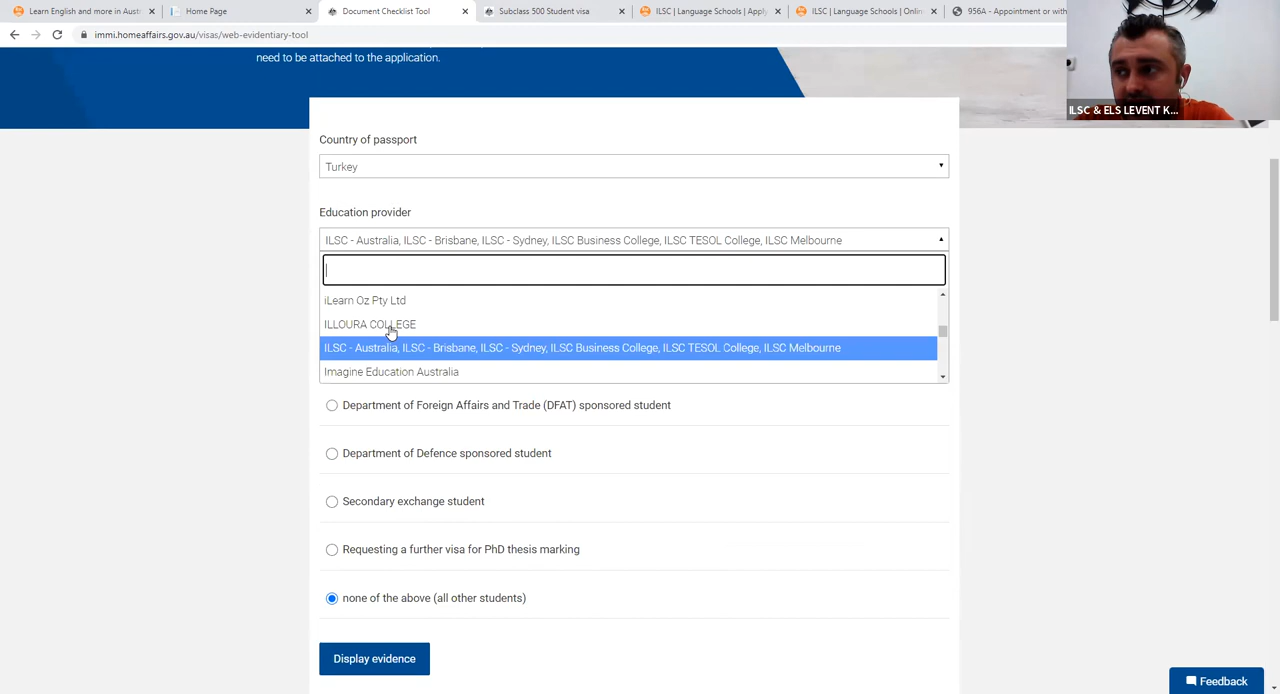 Learn English and more in Austr
Home Page
Document Checklist Tool
Subclass 500 Student visa
ILSC | Language Schools | Apply
ILSC | Language Schools | Onlin
956A - Appointment or with
immi.homeaffairs.gov.au/visas/web-evidentiary-tool
ILSC & ELS LEVENT K...
need to be attached to the application.
Country of passport
Turkey
Education provider
ILSC - Australia, ILSC - Brisbane, ILSC - Sydney, ILSC Business College, ILSC TESOL College, ILSC Melbourne
iLearn Oz Pty Ltd
ILLOURA COLLEGE
ILSC - Australia, ILSC - Brisbane, ILSC - Sydney, ILSC Business College, ILSC TESOL College, ILSC Melbourne
Imagine Education Australia
Department of Foreign Affairs and Trade (DFAT) sponsored student
Department of Defence sponsored student
Secondary exchange student
Requesting a further visa for PhD thesis marking
none of the above (all other students)
Display evidence
Feedback